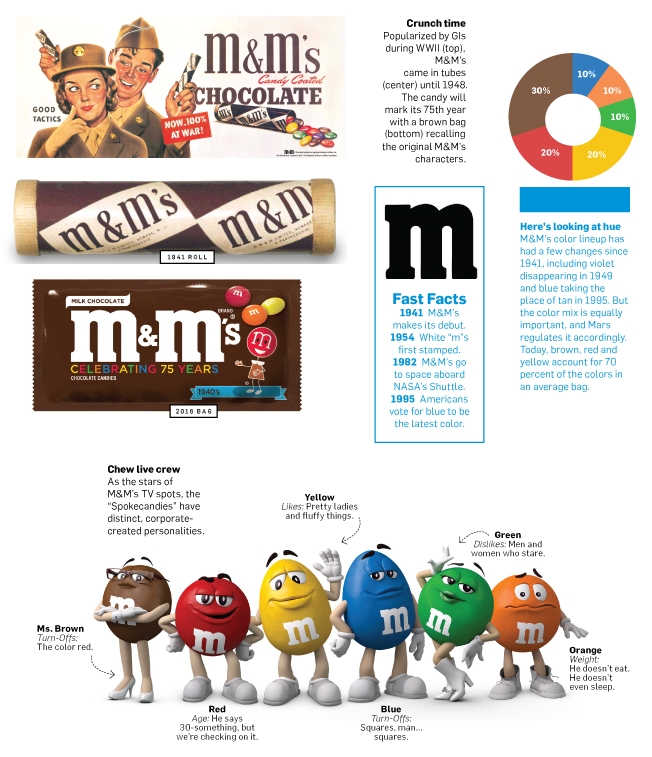 GOOD
TACTICS
m&m's
Candy Coated
CHOCOLATE
NOW, 100%
AT WAR!
m&m's
m&m's
m&m's
1941 ROLL
MILK CHOCOLATE
BRAND
m&m's
®
CELEBRATING 75 YEARS
CHOCOLATE CANDIES
1940's
m
m
m
2016 BAG
Crunch time
Popularized by GIs
during WWII (top),
M&M's
came in tubes
(center) until 1948.
The candy will
mark its 75th year
with a brown bag
(bottom) recalling
the original M&M's
characters.
m
Fast Facts
1941 M&M's
makes its debut.
1954 White "m"s
first stamped.
1982 M&M's go
to space aboard
NASA's Shuttle.
1995 Americans
vote for blue to be
the latest color.
10%
10%
10%
20%
20%
30%
Here's looking at hue
M&M's color lineup has
had a few changes since
1941, including violet
disappearing in 1949
and blue taking the
place of tan in 1995. But
the color mix is equally
important, and Mars
regulates it accordingly.
Today, brown, red and
yellow account for 70
percent of the colors in
an average bag.
Chew live crew
As the stars of
M&M's TV spots, the
"Spokecandies" have
distinct, corporate-
created personalities.
Yellow
Likes: Pretty ladies
and fluffy things.
Green
Dislikes: Men and
women who stare.
Ms. Brown
Turn-Offs:
The color red.
m
m
m
m
m
m
Orange
Weight:
He doesn't eat.
He doesn't
even sleep.
Red
Age: He says
30-something, but
we're checking on it.
Blue
Turn-Offs:
Squares, man...
squares.